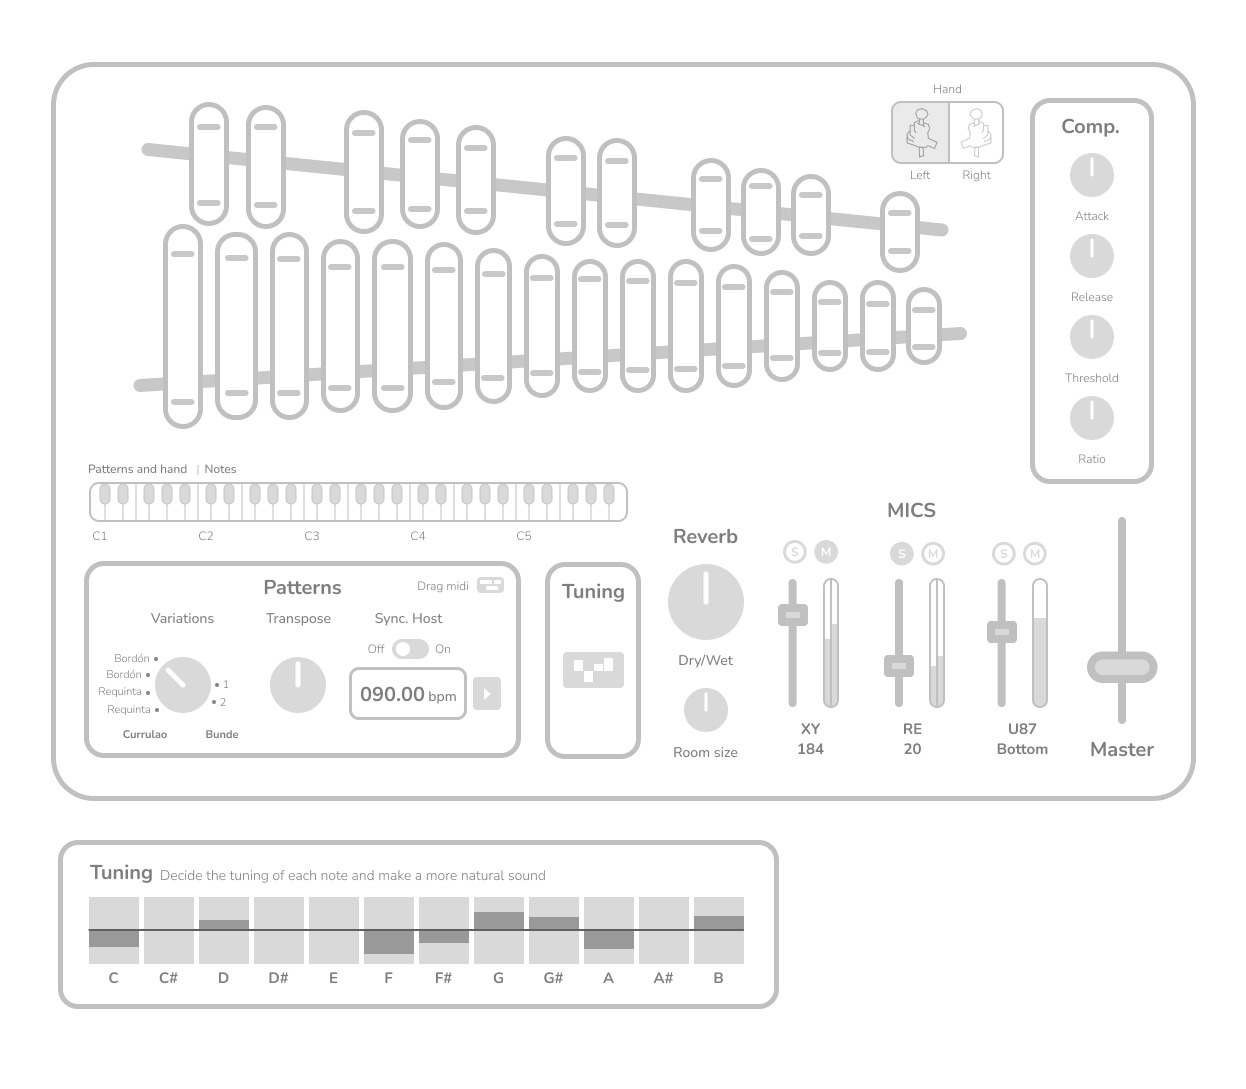 Hand
Left Right
Comp.
Attack
Release
Threshold
Ratio
Patterns and hand | Notes
C1 C2 C3 C4 C5
Patterns
Drag midi
Variations
Transpose
Sync. Host
Off On
Bordón
Bordón
Requinta
Requinta
1
2
Currulao Bunde
090.00 bpm
Tuning
Reverb
Dry/Wet
Room size
MICS
S M S M S M
XY
184
RE
20
U87
Bottom
Master
Tuning Decide the tuning of each note and make a more natural sound
C C# D D# E F F# G G# A A# B